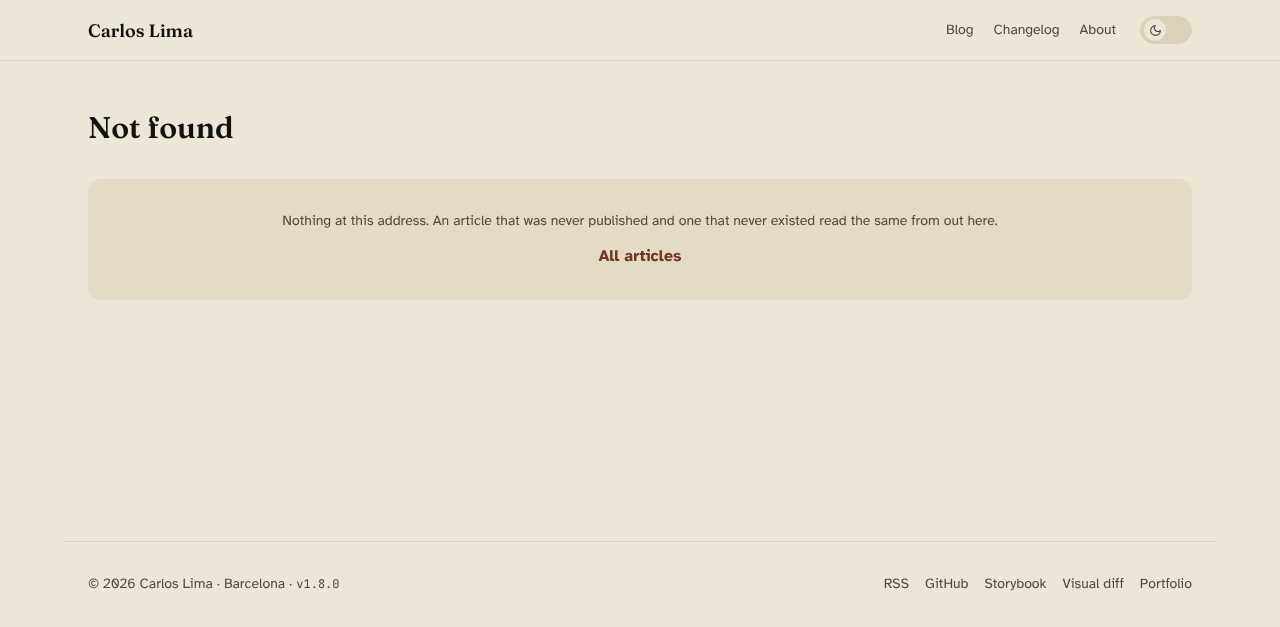 Carlos Lima
Blog Changelog About
Not found
Nothing at this address. An article that was never published and one that never existed read the same from out here.
All articles
© 2026 Carlos Lima · Barcelona · v1.8.0
RSS GitHub Storybook Visual diff Portfolio